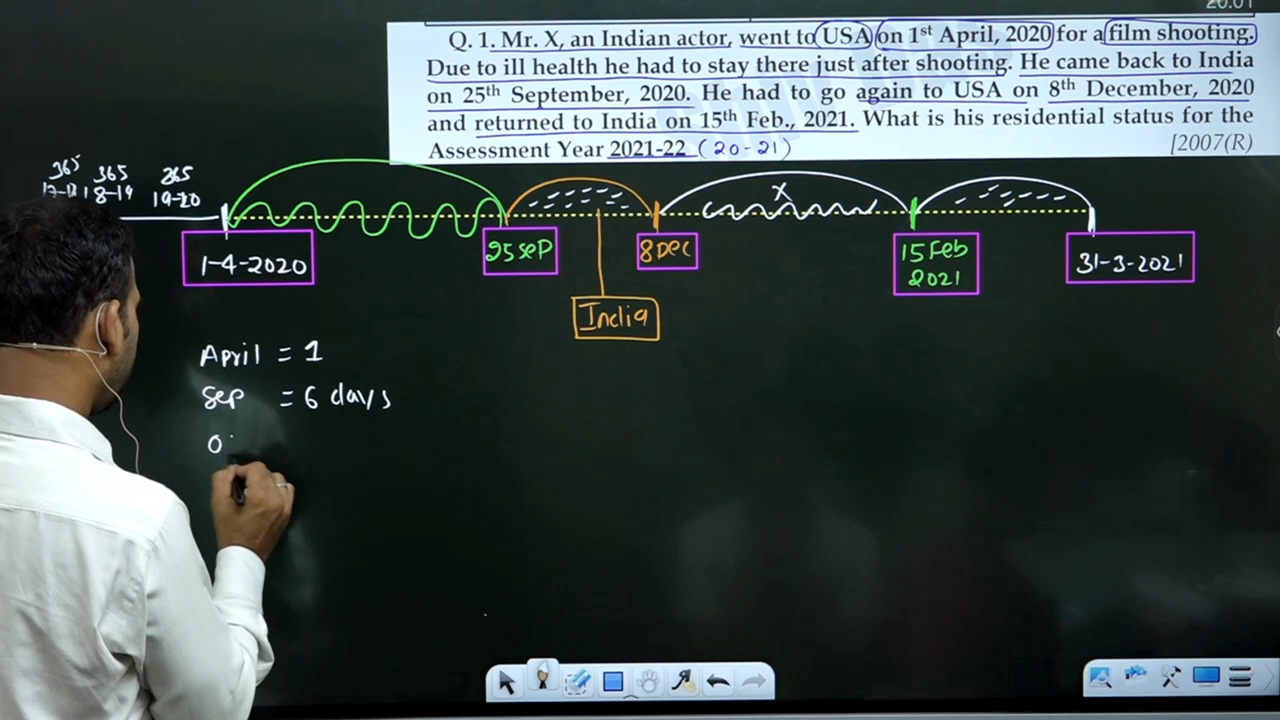 20:01
Q. 1. Mr. X, an Indian actor, went to USA on 1st April, 2020 for a film shooting.
Due to ill health he had to stay there just after shooting. He came back to India
on 25th September, 2020. He had to go again to USA on 8th December, 2020
and returned to India on 15th Feb., 2021. What is his residential status for the
Assessment Year 2021-22 (20-21) [2007(R)
365 365 365
17-18 18-19 19-20
X
1-4-2020 25 Sep 8 Dec 15 Feb 2021 31-3-2021
India
April = 1
Sep = 6 days
O